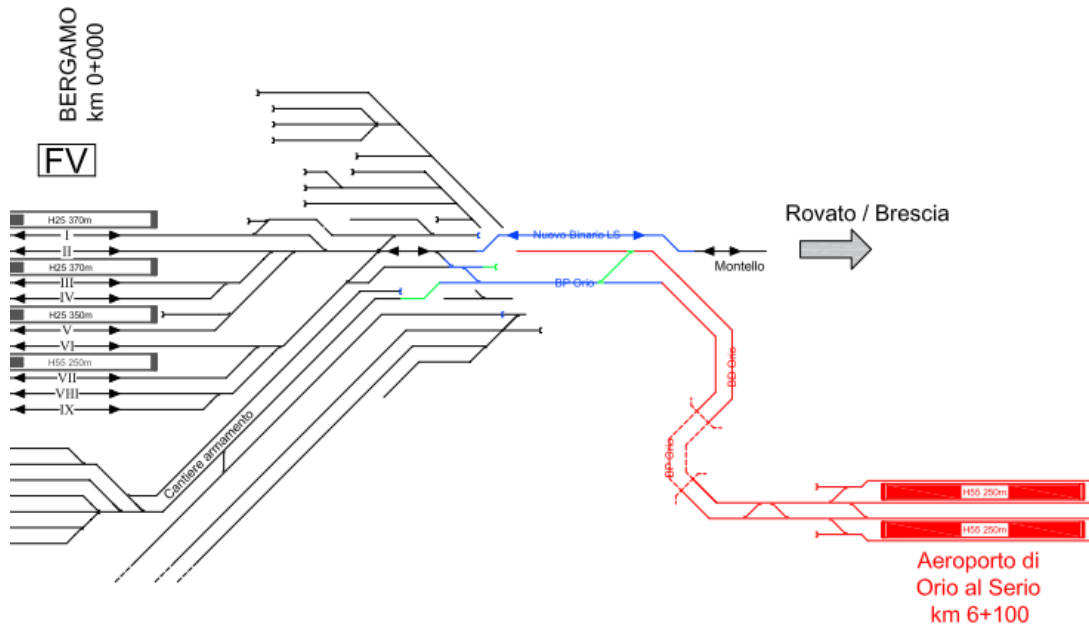 BERGAMO
km 0+000
FV
H25 370m
I
II
H25 370m
III
IV
H25 350m
V
VI
H55 250m
VII
VIII
IX
Cantiere armamento
Nuovo Binario LS
BP Orio
Montello
Rovato / Brescia
BD Orio
BP Orio
H55 250m
H55 250m
Aeroporto di
Orio al Serio
km 6+100